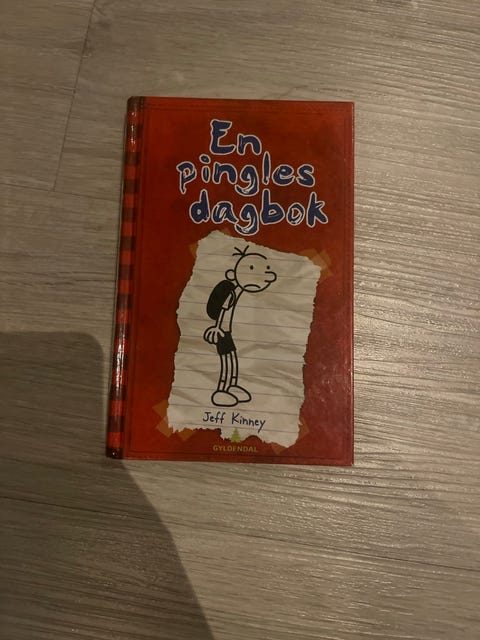 En
pingles
dagbok
Jeff Kinney
GYLDENDAL